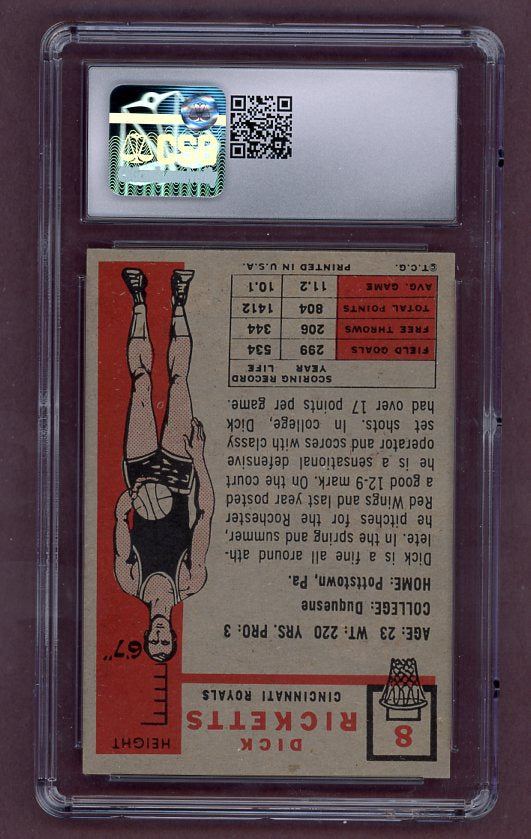 CSG
8
DICK
RICKETTS
CINCINNATI ROYALS
HEIGHT
6'7"
AGE: 23 WT: 220 YRS. PRO: 3
COLLEGE: Duquesne
HOME: Pottstown, Pa.
Dick is a fine all around ath-
lete. In spring and summer,
he pitches for the Rochester
Red Wings and last year posted
a good 12-9 mark. On the court
he is a sensational defensive
operator and scores with classy
set shots. In college, Dick,
had over 17 points per game.
SCORING RECORD YEAR LIFE
FIELD GOALS 299 534
FREE THROWS 206 344
TOTAL POINTS 804 1412
AVG. GAME 11.2 10.1
©T.C.G. PRINTED IN U.S.A.